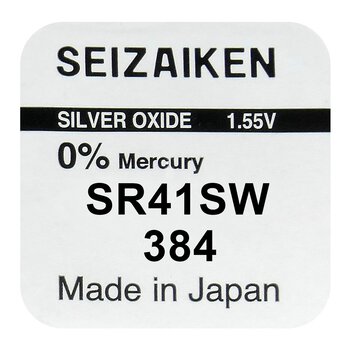 SEIZAIKEN
SILVER OXIDE 1.55V
0% Mercury
SR41SW
384
Made in Japan